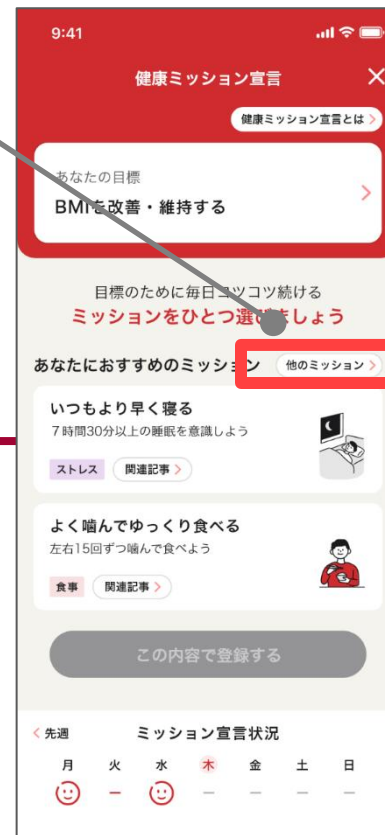 9:41
健康ミッション宣言
健康ミッション宣言とは
あなたの目標
BMIを改善・維持する
目標のために毎日コツコツ続ける
ミッションをひとつ選びましょう
あなたにおすすめのミッション 他のミッション
いつもより早く寝る
7時間30分以上の睡眠を意識しよう
ストレス 関連記事
よく噛んでゆっくり食べる
左右15回ずつ噛んで食べよう
食事 関連記事
この内容で登録する
先週 ミッション宣言状況
月 火 水 木 金 土 日